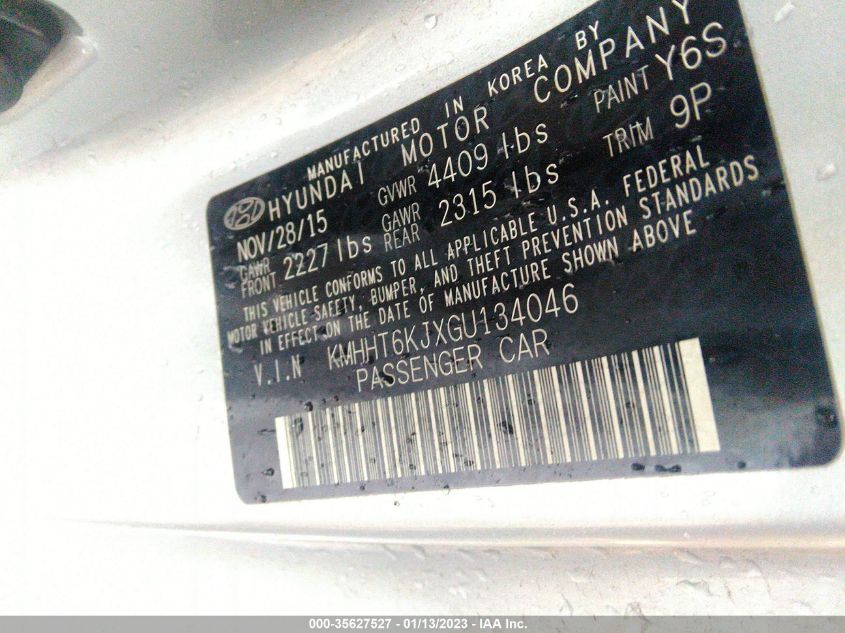 MANUFACTURED IN KOREA BY
HYUNDAI MOTOR COMPANY
NOV/28/15 GVWR 4409 lbs PAINT Y6S
GAWR FRONT 2227 lbs GAWR REAR 2315 lbs TRIM 9P
THIS VEHICLE CONFORMS TO ALL APPLICABLE U.S.A. FEDERAL
MOTOR VEHICLE SAFETY, BUMPER, AND THEFT PREVENTION STANDARDS
IN EFFECT ON THE DATE OF MANUFACTURE SHOWN ABOVE
V.I.N KMHHT6KJXGU134046
PASSENGER CAR
000-35627527 - 01/13/2023 - IAA Inc.